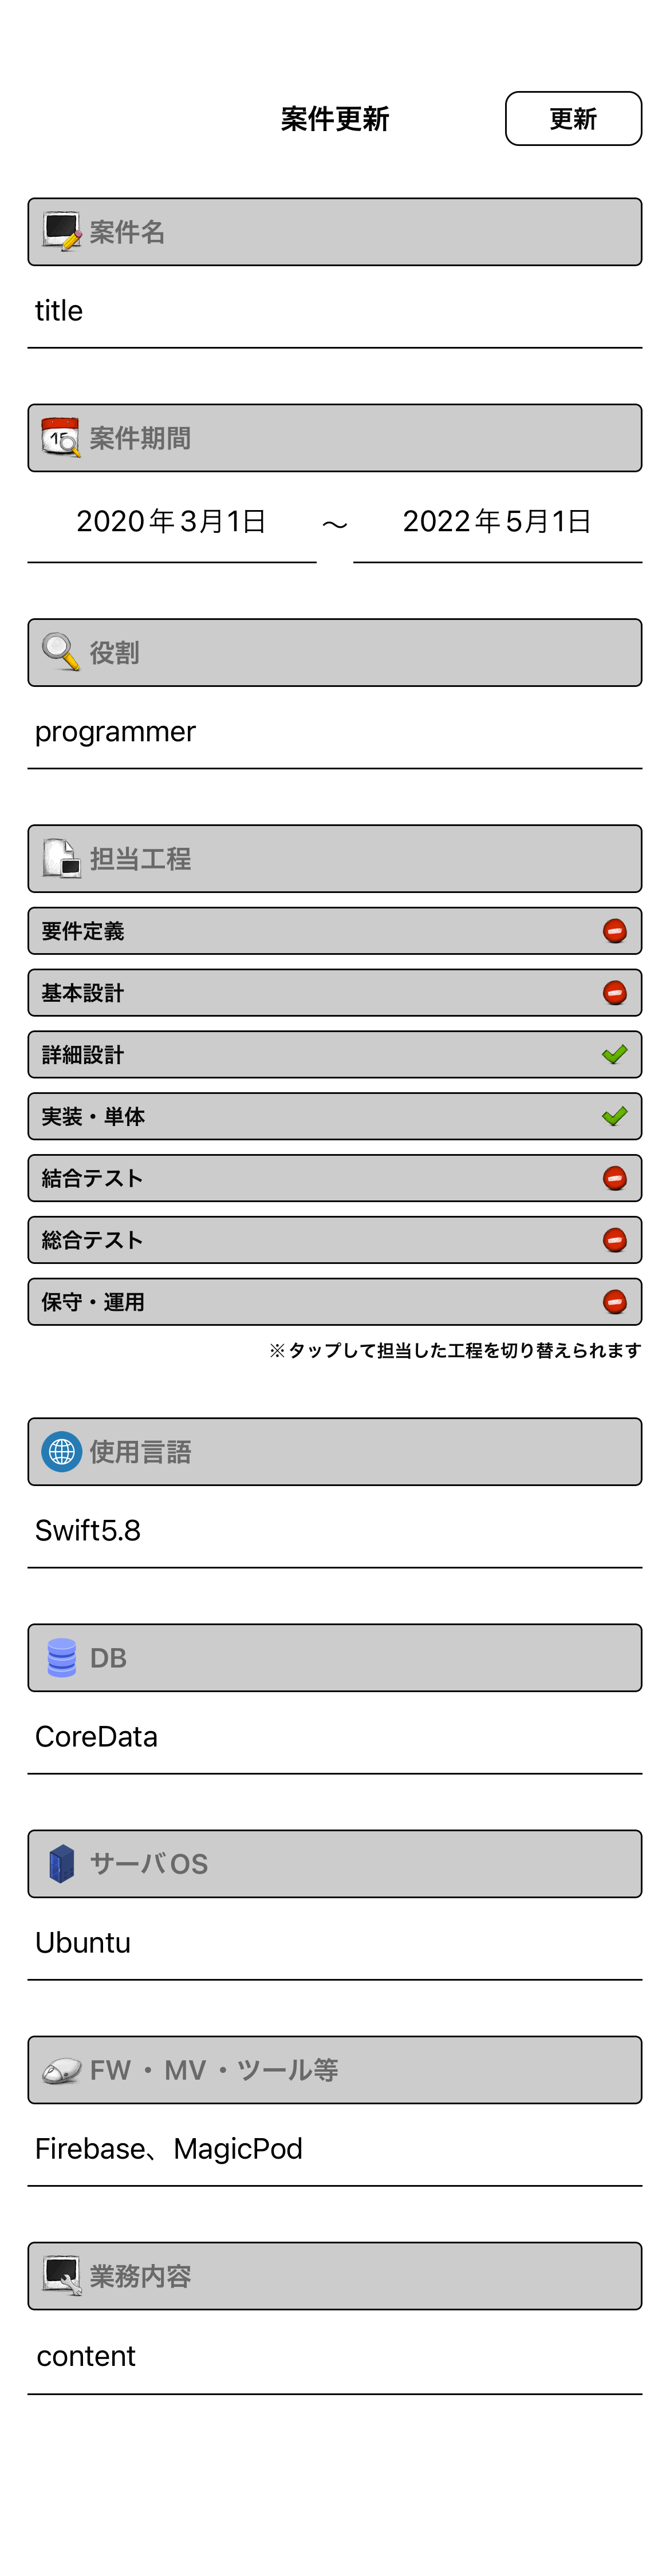 案件更新
更新
案件名
title
案件期間
2020年3月1日 ～ 2022年5月1日
役割
programmer
担当工程
要件定義
基本設計
詳細設計
実装・単体
結合テスト
総合テスト
保守・運用
※タップして担当した工程を切り替えられます
使用言語
Swift5.8
DB
CoreData
サーバOS
Ubuntu
FW・MV・ツール等
Firebase、MagicPod
業務内容
content